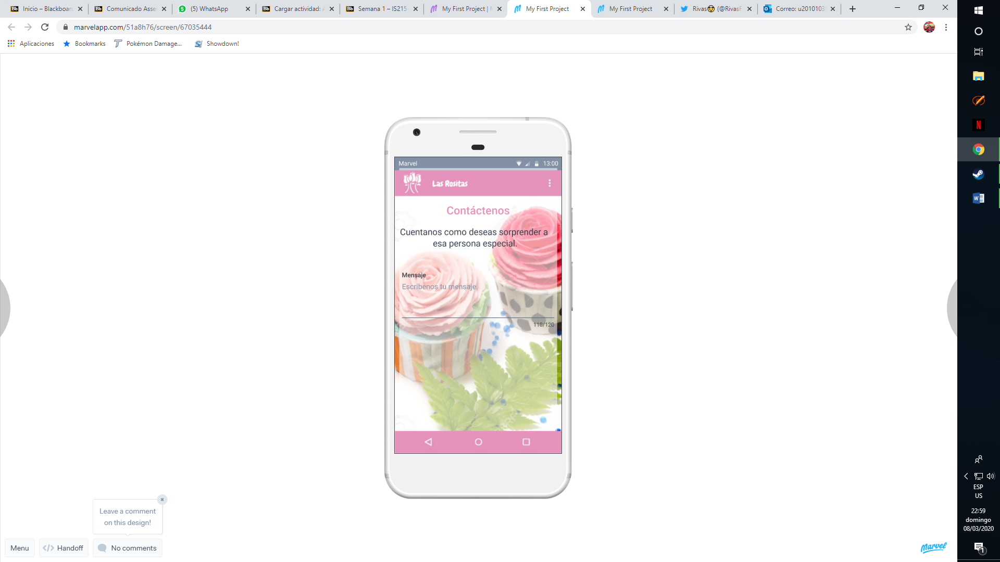 Inicio – Blackboard
Comunicado Asse
(5) WhatsApp
Cargar actividad: A
Semana 1 – IS215-
My First Project | M
My First Project
My First Project
Rivas🤠 (@RivasF
Correo: u2010103
marvelapp.com/51a8h76/screen/67035444
Aplicaciones
Bookmarks
Pokémon Damage...
Showdown!
Marvel
13:00
Las Rositas
Contáctenos
Cuentanos como deseas sorprender a
esa persona especial.
Mensaje
Escribenos tu mensaje.
110/120
Leave a comment
on this design!
Menu
Handoff
No comments
Marvel
ESP
US
22:59
domingo
08/03/2020
1